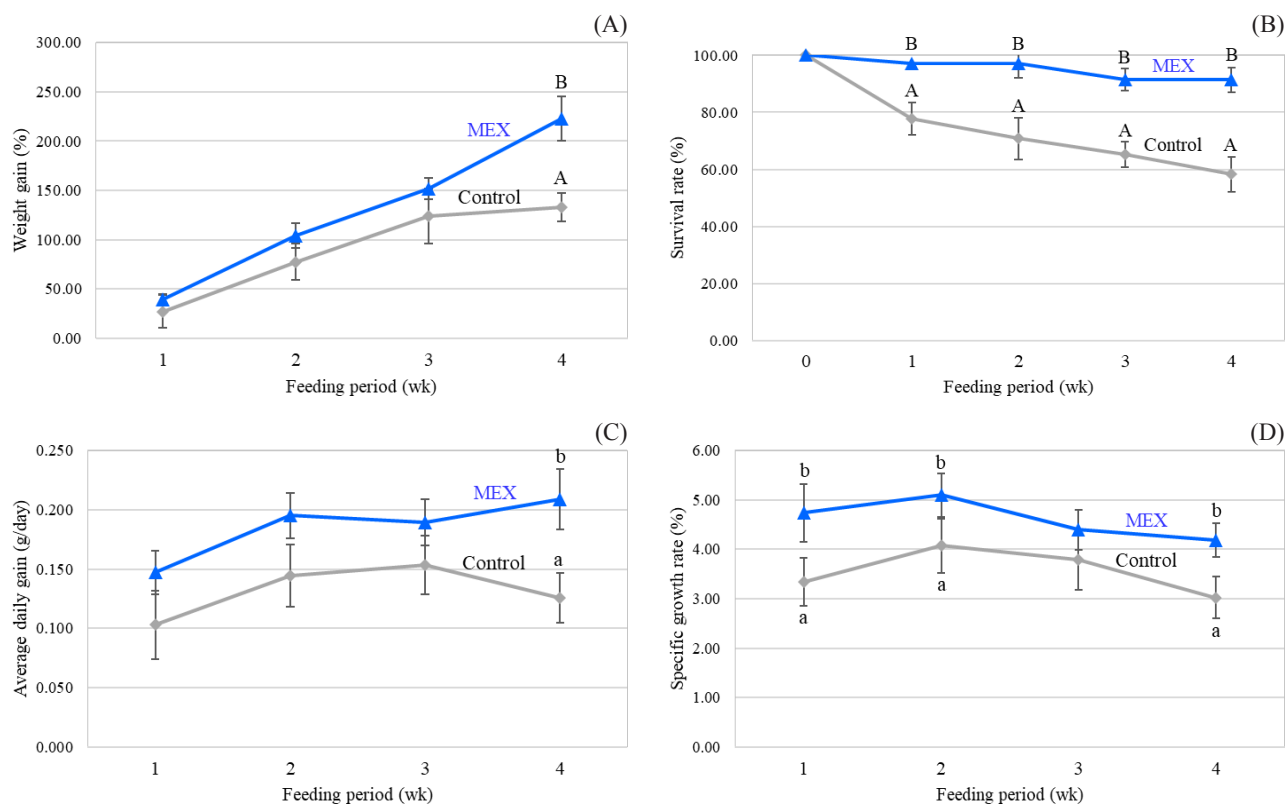 (A)
300.00
250.00
200.00
150.00
100.00
50.00
0.00
Weight gain (%)
B
MEX
Control
A
1 2 3 4
Feeding period (wk)
(B)
100.00
80.00
60.00
40.00
20.00
0.00
Survival rate (%)
B B B B
MEX
A A A A
Control
0 1 2 3 4
Feeding period (wk)
(C)
0.250
0.200
0.150
0.100
0.050
0.000
Average daily gain (g/day)
b
MEX
Control
a
1 2 3 4
Feeding period (wk)
(D)
6.00
5.00
4.00
3.00
2.00
1.00
0.00
Specific growth rate (%)
b b b
MEX
Control
a a a
1 2 3 4
Feeding period (wk)